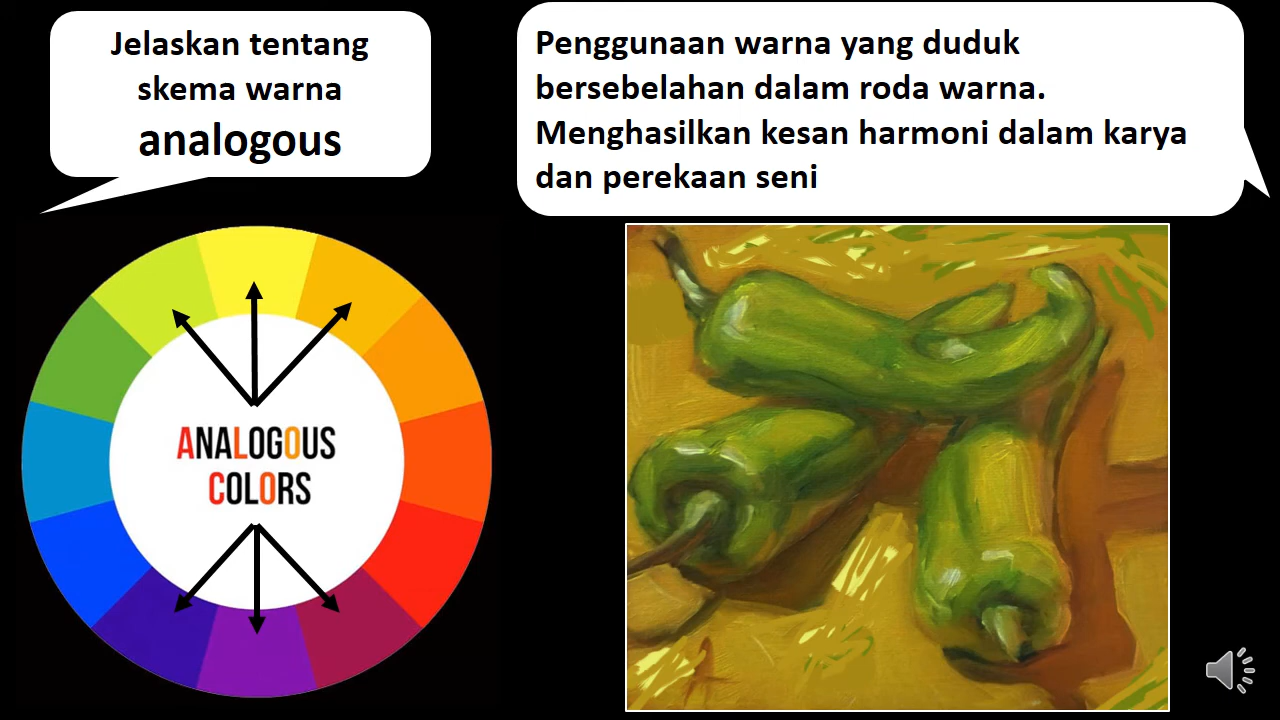 Jelaskan tentang
skema warna
analogous
Penggunaan warna yang duduk
bersebelahan dalam roda warna.
Menghasilkan kesan harmoni dalam karya
dan perekaan seni
ANALOGOUS
COLORS